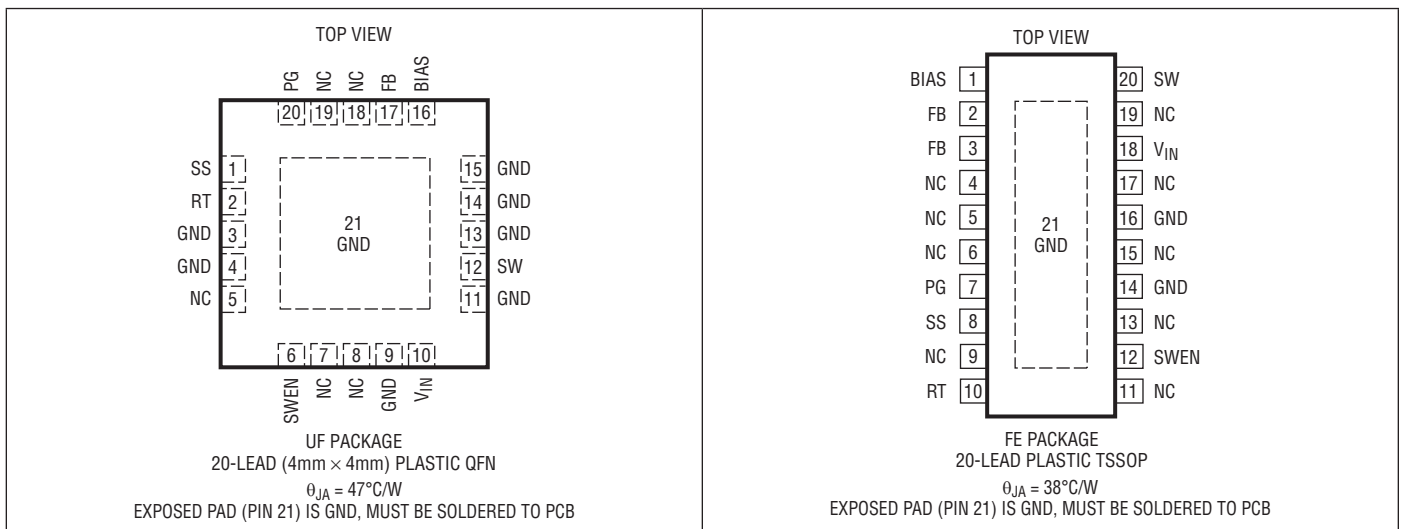 TOP VIEW
PG NC NC FB BIAS
20 19 18 17 16
SS 1
RT 2
GND 3
GND 4
NC 5
21
GND
15 GND
14 GND
13 GND
12 SW
11 GND
6 7 8 9 10
SWEN NC NC GND VIN
UF PACKAGE
20-LEAD (4mm × 4mm) PLASTIC QFN
θJA = 47°C/W
EXPOSED PAD (PIN 21) IS GND, MUST BE SOLDERED TO PCB
TOP VIEW
BIAS 1
FB 2
FB 3
NC 4
NC 5
NC 6
PG 7
SS 8
NC 9
RT 10
21
GND
20 SW
19 NC
18 VIN
17 NC
16 GND
15 NC
14 GND
13 NC
12 SWEN
11 NC
FE PACKAGE
20-LEAD PLASTIC TSSOP
θJA = 38°C/W
EXPOSED PAD (PIN 21) IS GND, MUST BE SOLDERED TO PCB